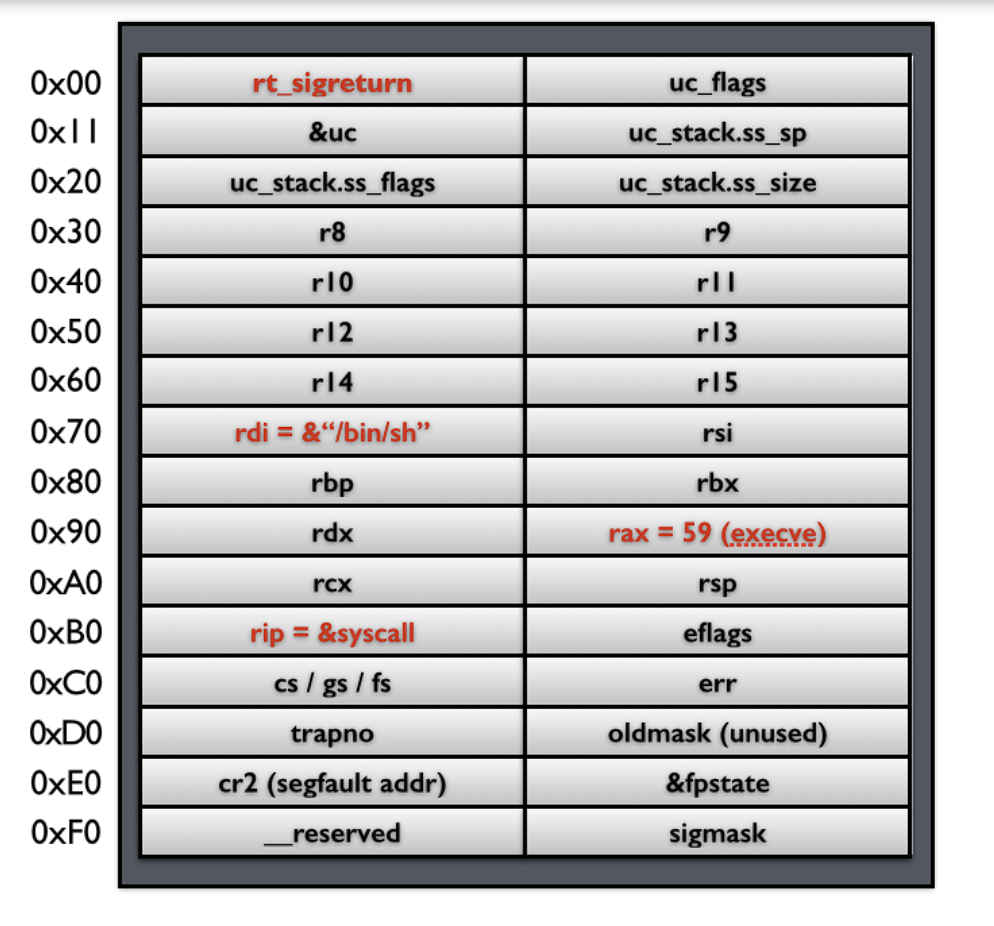 0x00 rt_sigreturn uc_flags
0x11 &uc uc_stack.ss_sp
0x20 uc_stack.ss_flags uc_stack.ss_size
0x30 r8 r9
0x40 r10 r11
0x50 r12 r13
0x60 r14 r15
0x70 rdi = &“/bin/sh” rsi
0x80 rbp rbx
0x90 rdx rax = 59 (execve)
0xA0 rcx rsp
0xB0 rip = &syscall eflags
0xC0 cs / gs / fs err
0xD0 trapno oldmask (unused)
0xE0 cr2 (segfault addr) &fpstate
0xF0 __reserved sigmask